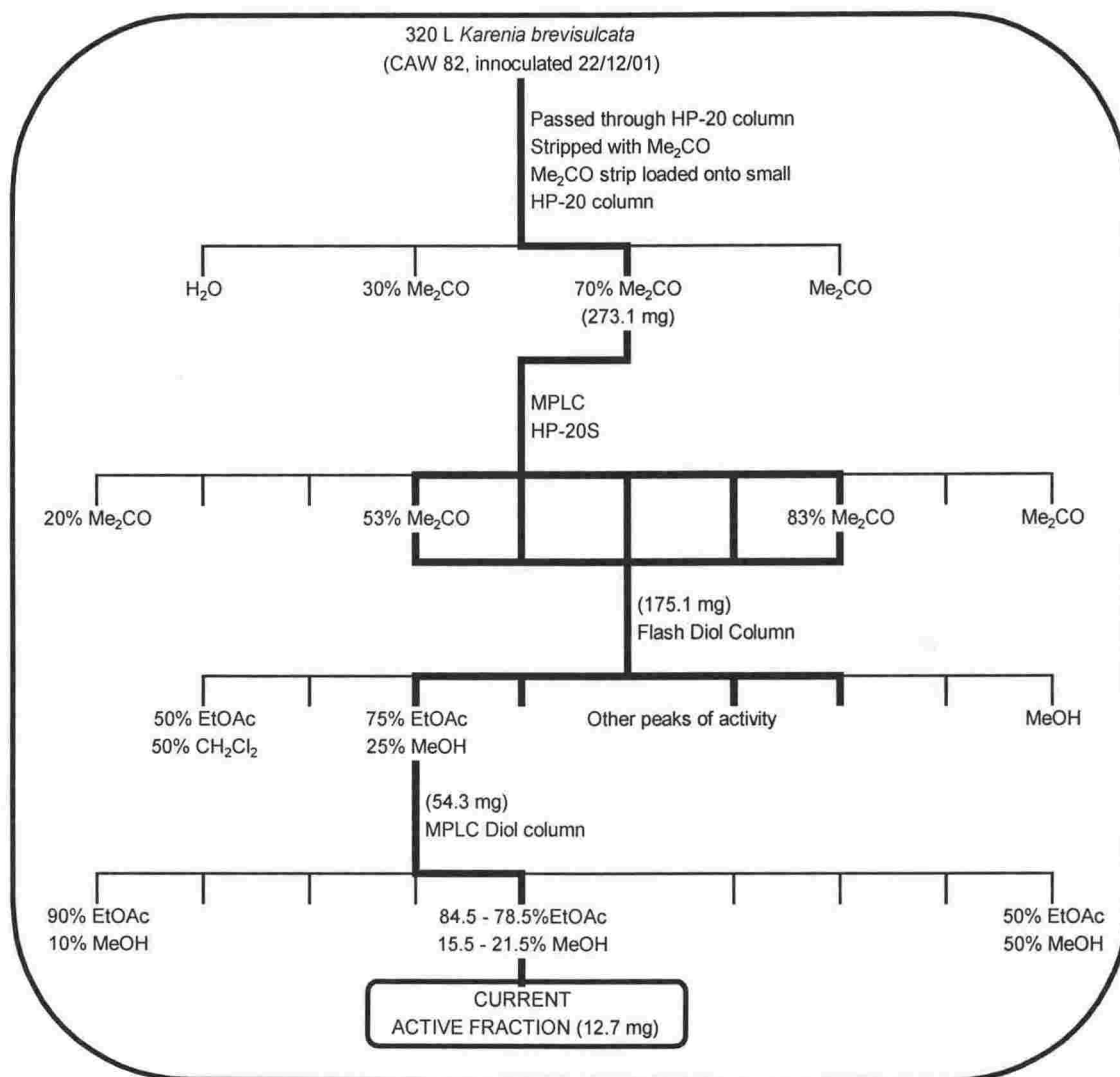 320 L Karenia brevisulcata
(CAW 82, innoculated 22/12/01)
Passed through HP-20 column
Stripped with Me₂CO
Me₂CO strip loaded onto small
HP-20 column
H₂O
30% Me₂CO
70% Me₂CO
Me₂CO
(273.1 mg)
MPLC
HP-20S
20% Me₂CO
53% Me₂CO
83% Me₂CO
Me₂CO
(175.1 mg)
Flash Diol Column
50% EtOAc
50% CH₂Cl₂
75% EtOAc
25% MeOH
Other peaks of activity
MeOH
(54.3 mg)
MPLC Diol column
90% EtOAc
10% MeOH
84.5 - 78.5%EtOAc
15.5 - 21.5% MeOH
50% EtOAc
50% MeOH
CURRENT
ACTIVE FRACTION (12.7 mg)